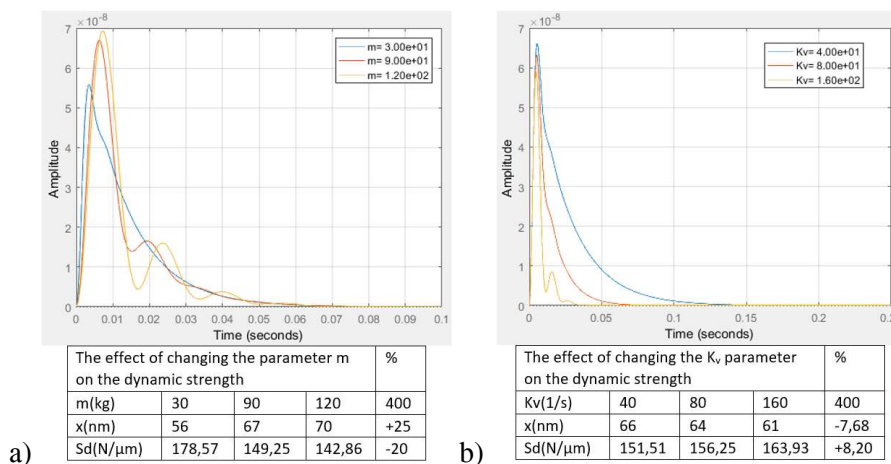 ×10⁻⁸
7
6
5
4
3
2
1
0
Amplitude
m= 3.00e+01
m= 9.00e+01
m= 1.20e+02
0 0.01 0.02 0.03 0.04 0.05 0.06 0.07 0.08 0.09 0.1
Time (seconds)
The effect of changing the parameter m on the dynamic strength %
m(kg) 30 90 120 400
x(nm) 56 67 70 +25
Sd(N/μm) 178,57 149,25 142,86 -20
a)
×10⁻⁸
7
6
5
4
3
2
1
0
Amplitude
Kv= 4.00e+01
Kv= 8.00e+01
Kv= 1.60e+02
0 0.05 0.1 0.15 0.2
Time (seconds)
The effect of changing the Kv parameter on the dynamic strength %
Kv(1/s) 40 80 160 400
x(nm) 66 64 61 -7,68
Sd(N/μm) 151,51 156,25 163,93 +8,20
b)